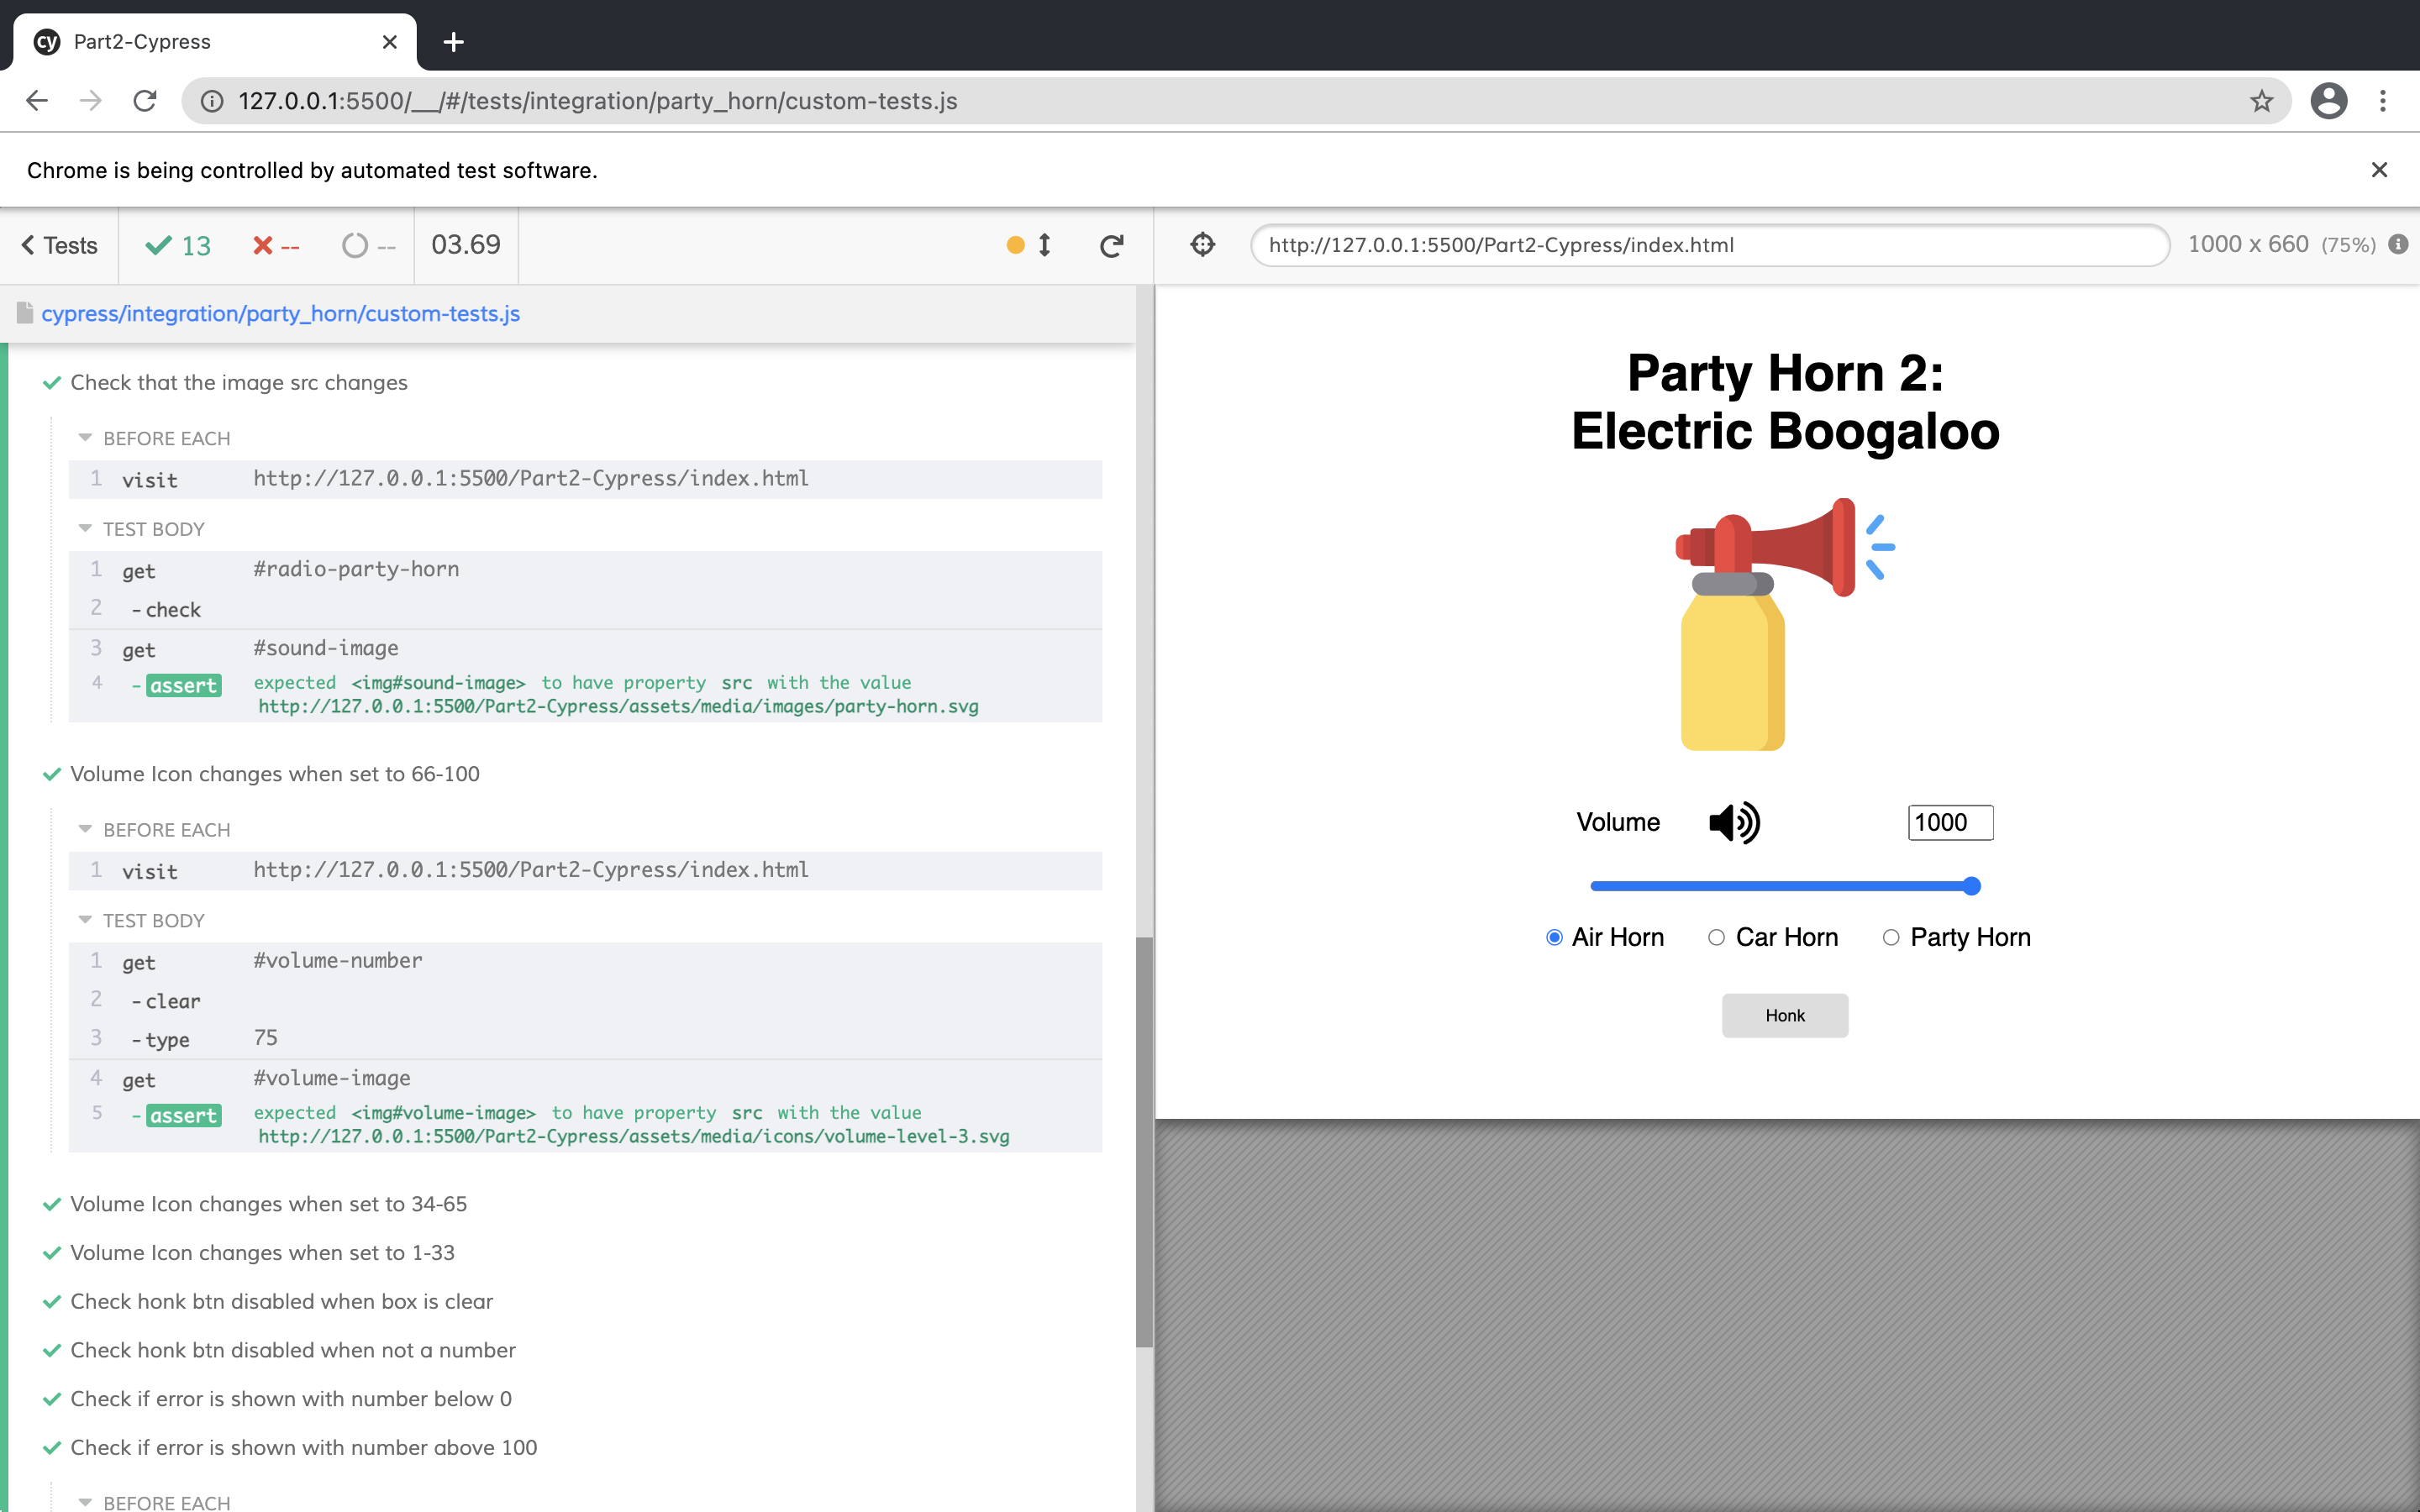 cy Part2-Cypress
127.0.0.1:5500/__/#/tests/integration/party_horn/custom-tests.js
Chrome is being controlled by automated test software.
Tests 13 -- -- 03.69
http://127.0.0.1:5500/Part2-Cypress/index.html 1000 x 660 (75%)
cypress/integration/party_horn/custom-tests.js
Check that the image src changes
BEFORE EACH
1 visit http://127.0.0.1:5500/Part2-Cypress/index.html
TEST BODY
1 get #radio-party-horn
2 -check
3 get #sound-image
4 -assert expected <img#sound-image> to have property src with the value
http://127.0.0.1:5500/Part2-Cypress/assets/media/images/party-horn.svg
Volume Icon changes when set to 66-100
BEFORE EACH
1 visit http://127.0.0.1:5500/Part2-Cypress/index.html
TEST BODY
1 get #volume-number
2 -clear
3 -type 75
4 get #volume-image
5 -assert expected <img#volume-image> to have property src with the value
http://127.0.0.1:5500/Part2-Cypress/assets/media/icons/volume-level-3.svg
Volume Icon changes when set to 34-65
Volume Icon changes when set to 1-33
Check honk btn disabled when box is clear
Check honk btn disabled when not a number
Check if error is shown with number below 0
Check if error is shown with number above 100
BEFORE EACH
Party Horn 2:
Electric Boogaloo
Volume 1000
Air Horn Car Horn Party Horn
Honk